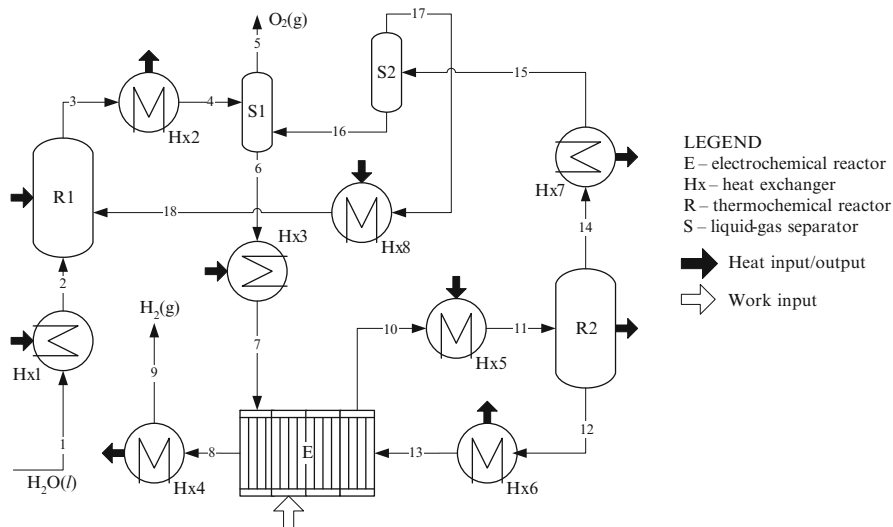 O₂(g)
17
5
3
4
S1
S2
15
Hx2
16
R1
6
Hx7
18
Hx3
Hx8
14
2
H₂(g)
10
11
R2
7
Hx5
Hx1
9
12
1
8
E
13
Hx4
Hx6
H₂O(l)
LEGEND
E – electrochemical reactor
Hx – heat exchanger
R – thermochemical reactor
S – liquid-gas separator
Heat input/output
Work input